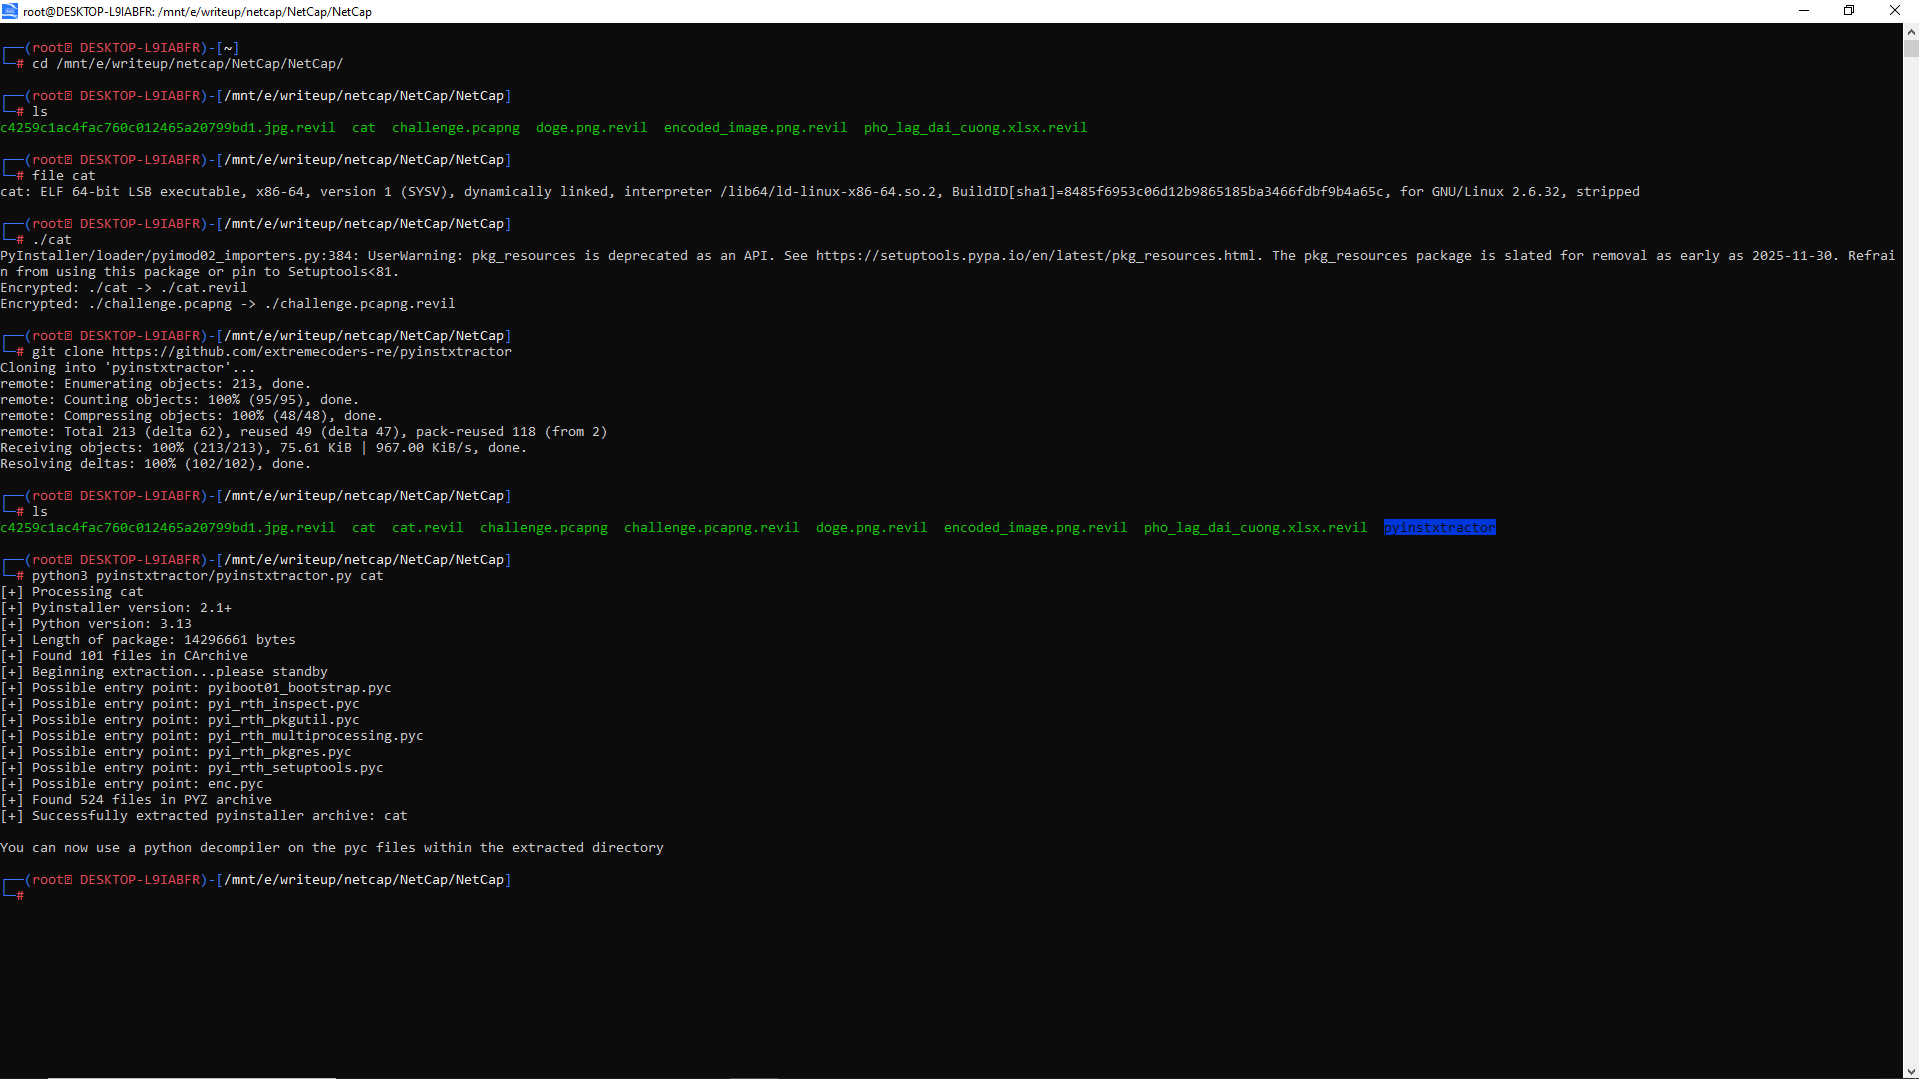 root@DESKTOP-L9IABFR: /mnt/e/writeup/netcap/NetCap/NetCap
┌──(root㉿ DESKTOP-L9IABFR)-[~]
└─# cd /mnt/e/writeup/netcap/NetCap/NetCap/
┌──(root㉿ DESKTOP-L9IABFR)-[/mnt/e/writeup/netcap/NetCap/NetCap]
└─# ls
c4259c1ac4fac760c012465a20799bd1.jpg.revil  cat  challenge.pcapng  doge.png.revil  encoded_image.png.revil  pho_lag_dai_cuong.xlsx.revil
┌──(root㉿ DESKTOP-L9IABFR)-[/mnt/e/writeup/netcap/NetCap/NetCap]
└─# file cat
cat: ELF 64-bit LSB executable, x86-64, version 1 (SYSV), dynamically linked, interpreter /lib64/ld-linux-x86-64.so.2, BuildID[sha1]=8485f6953c06d12b9865185ba3466fdbf9b4a65c, for GNU/Linux 2.6.32, stripped
┌──(root㉿ DESKTOP-L9IABFR)-[/mnt/e/writeup/netcap/NetCap/NetCap]
└─# ./cat
PyInstaller/loader/pyimod02_importers.py:384: UserWarning: pkg_resources is deprecated as an API. See https://setuptools.pypa.io/en/latest/pkg_resources.html. The pkg_resources package is slated for removal as early as 2025-11-30. Refrai
n from using this package or pin to Setuptools<81.
Encrypted: ./cat -> ./cat.revil
Encrypted: ./challenge.pcapng -> ./challenge.pcapng.revil
┌──(root㉿ DESKTOP-L9IABFR)-[/mnt/e/writeup/netcap/NetCap/NetCap]
└─# git clone https://github.com/extremecoders-re/pyinstxtractor
Cloning into 'pyinstxtractor'...
remote: Enumerating objects: 213, done.
remote: Counting objects: 100% (95/95), done.
remote: Compressing objects: 100% (48/48), done.
remote: Total 213 (delta 62), reused 49 (delta 47), pack-reused 118 (from 2)
Receiving objects: 100% (213/213), 75.61 KiB | 967.00 KiB/s, done.
Resolving deltas: 100% (102/102), done.
┌──(root㉿ DESKTOP-L9IABFR)-[/mnt/e/writeup/netcap/NetCap/NetCap]
└─# ls
c4259c1ac4fac760c012465a20799bd1.jpg.revil  cat  cat.revil  challenge.pcapng  challenge.pcapng.revil  doge.png.revil  encoded_image.png.revil  pho_lag_dai_cuong.xlsx.revil  pyinstxtractor
┌──(root㉿ DESKTOP-L9IABFR)-[/mnt/e/writeup/netcap/NetCap/NetCap]
└─# python3 pyinstxtractor/pyinstxtractor.py cat
[+] Processing cat
[+] Pyinstaller version: 2.1+
[+] Python version: 3.13
[+] Length of package: 14296661 bytes
[+] Found 101 files in CArchive
[+] Beginning extraction...please standby
[+] Possible entry point: pyiboot01_bootstrap.pyc
[+] Possible entry point: pyi_rth_inspect.pyc
[+] Possible entry point: pyi_rth_pkgutil.pyc
[+] Possible entry point: pyi_rth_multiprocessing.pyc
[+] Possible entry point: pyi_rth_pkgres.pyc
[+] Possible entry point: pyi_rth_setuptools.pyc
[+] Possible entry point: enc.pyc
[+] Found 524 files in PYZ archive
[+] Successfully extracted pyinstaller archive: cat
You can now use a python decompiler on the pyc files within the extracted directory
┌──(root㉿ DESKTOP-L9IABFR)-[/mnt/e/writeup/netcap/NetCap/NetCap]
└─#